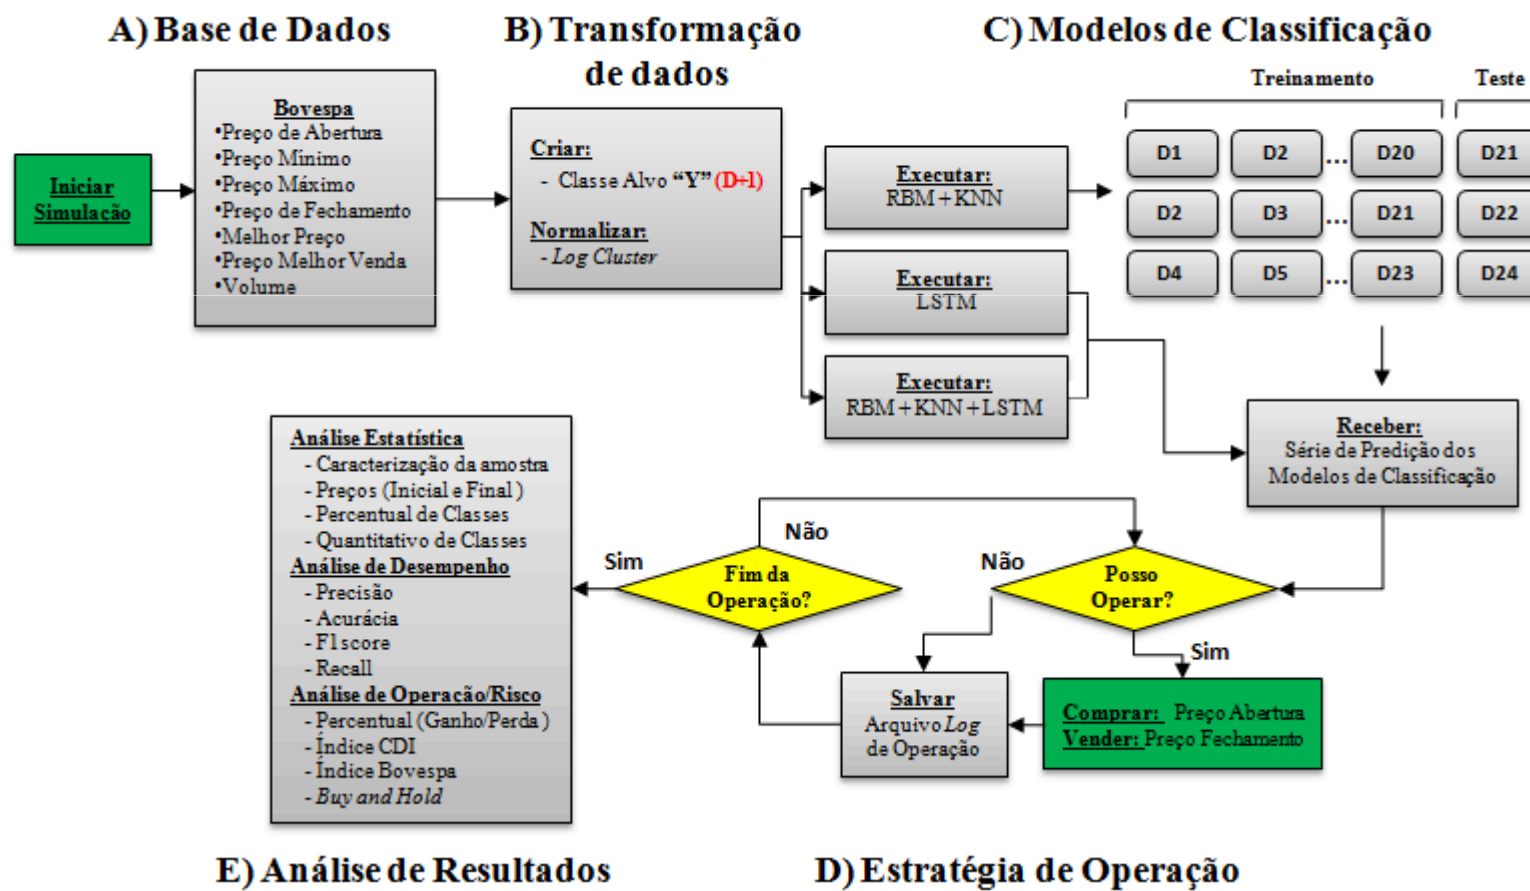 A) Base de Dados
B) Transformação
de dados
C) Modelos de Classificação
Iniciar
Simulação
Bovespa
•Preço de Abertura
•Preço Mínimo
•Preço Máximo
•Preço de Fechamento
•Melhor Preço
•Preço Melhor Venda
•Volume
Criar:
- Classe Alvo “Y” (D+1)
Normalizar:
- Log Cluster
Executar:
RBM+KNN
Executar:
LSTM
Executar:
RBM+KNN+LSTM
Treinamento
Teste
D1 D2 ... D20 D21
D2 D3 ... D21 D22
D4 D5 ... D23 D24
Receber:
Série de Predição dos
Modelos de Classificação
Posso
Operar?
Não
Sim
Comprar: Preço Abertura
Vender: Preço Fechamento
Salvar
Arquivo Log
de Operação
Fim da
Operação?
Não
Sim
Análise Estatística
- Caracterização da amostra
- Preços (Inicial e Final )
- Percentual de Classes
- Quantitativo de Classes
Análise de Desempenho
- Precisão
- Acurácia
- F1score
- Recall
Análise de Operação/Risco
- Percentual (Ganho/Perda )
- Índice CDI
- Índice Bovespa
- Buy and Hold
E) Análise de Resultados
D) Estratégia de Operação